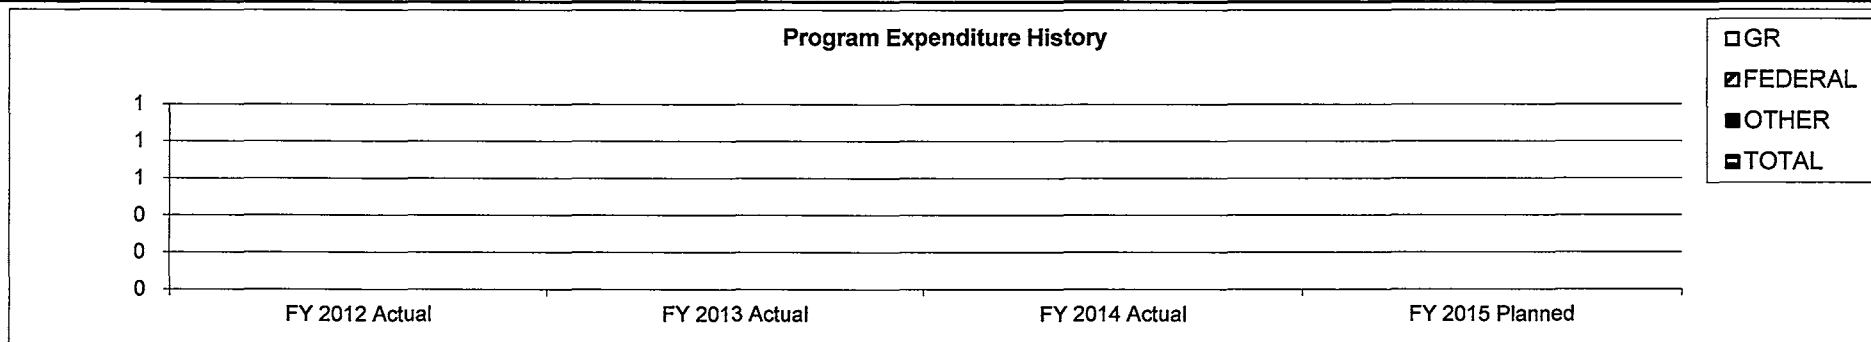 Program Expenditure History
GR
FEDERAL
OTHER
TOTAL
1
1
1
0
0
0
FY 2012 Actual
FY 2013 Actual
FY 2014 Actual
FY 2015 Planned